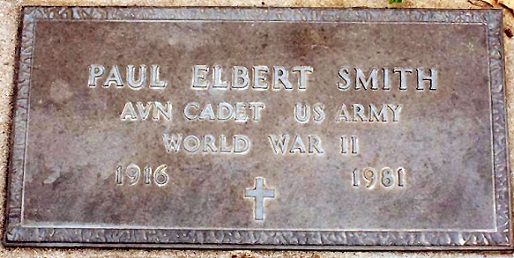 PAUL ELBERT SMITH
AVN CADET US ARMY
WORLD WAR II
1916 1981